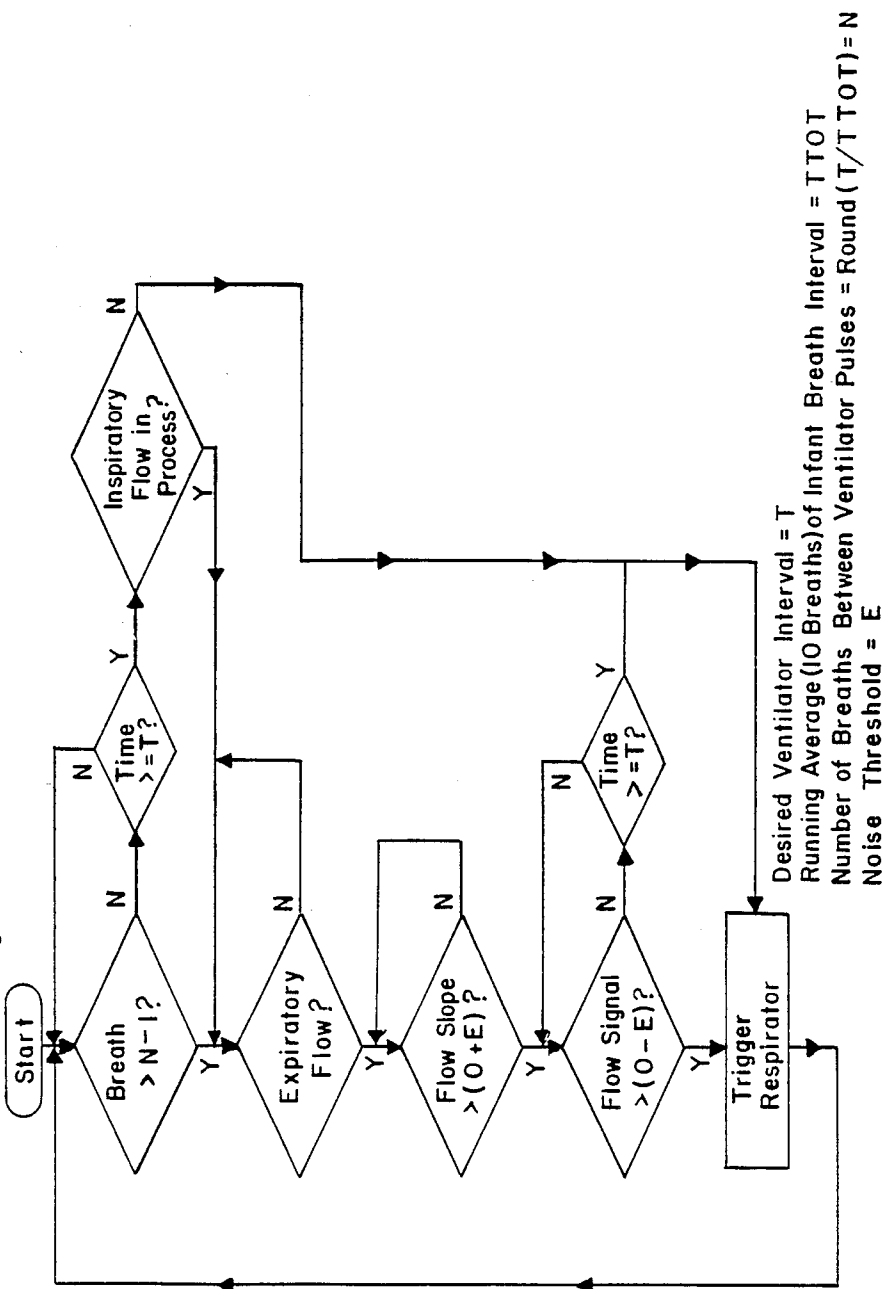 Start
Breath
>N-1?
N
Y
Time
>=T?
N
Y
Inspiratory
Flow in
Process?
N
Y
Expiratory
Flow?
N
Y
Flow Slope
>(0+E)?
N
Y
Flow Signal
>(0-E)?
N
Y
Time
>=T?
N
Y
Trigger
Respirator
Desired Ventilator Interval = T
Running Average (10 Breaths) of Infant Breath Interval = TTOT
Number of Breaths Between Ventilator Pulses = Round (T/TTOT) = N
Noise Threshold = E